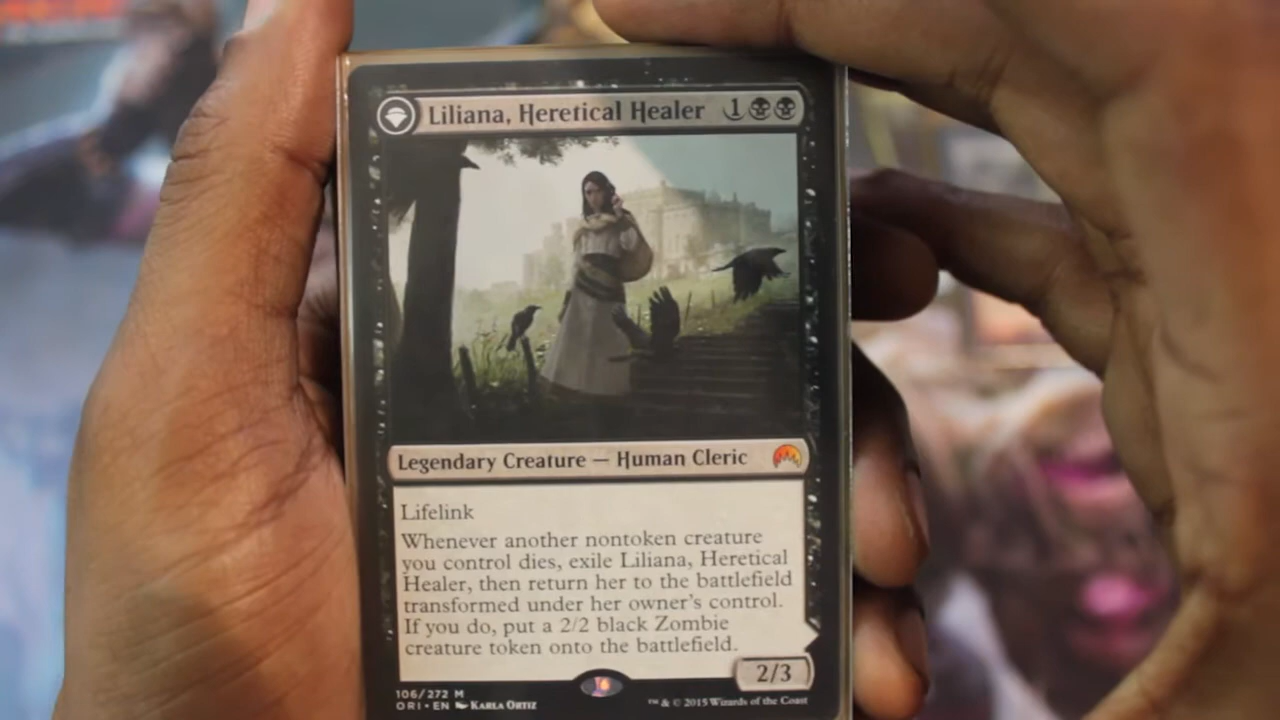 Liliana, Heretical Healer 1
Legendary Creature — Human Cleric
Lifelink
Whenever another nontoken creature
you control dies, exile Liliana, Heretical
Healer, then return her to the battlefield
transformed under her owner's control.
If you do, put a 2/2 black Zombie
creature token onto the battlefield.
2/3
106/272 M
ORI • EN KARLA ORTIZ
™ & © 2015 Wizards of the Coast